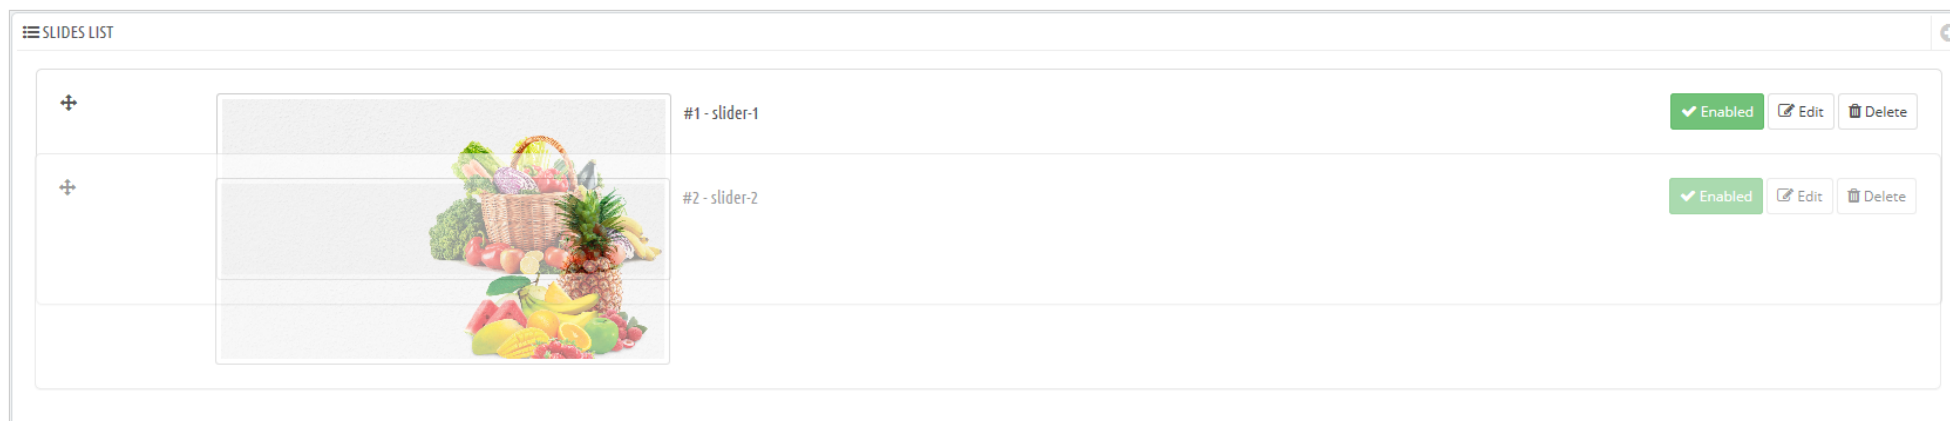 SLIDES LIST
#1 - slider-1
Enabled
Edit
Delete
#2 - slider-2
Enabled
Edit
Delete